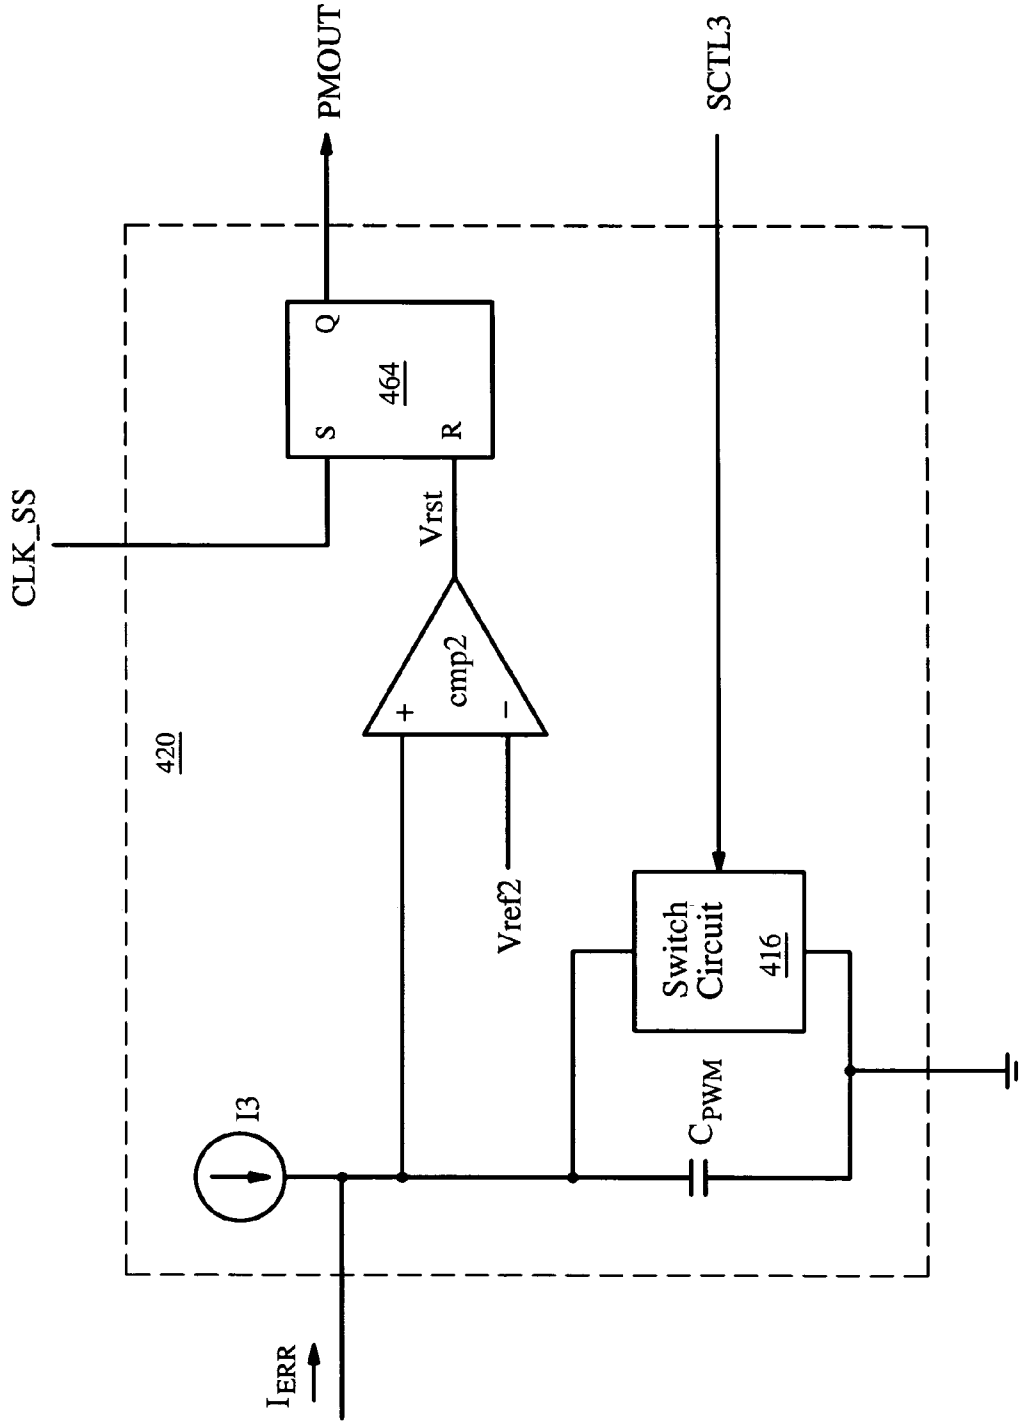 CLK_SS
PMOUT
S
Q
464
R
Vrst
420
+
cmp2
−
Vref2
I3
I_ERR
Switch
Circuit
416
C_PWM
SCTL3